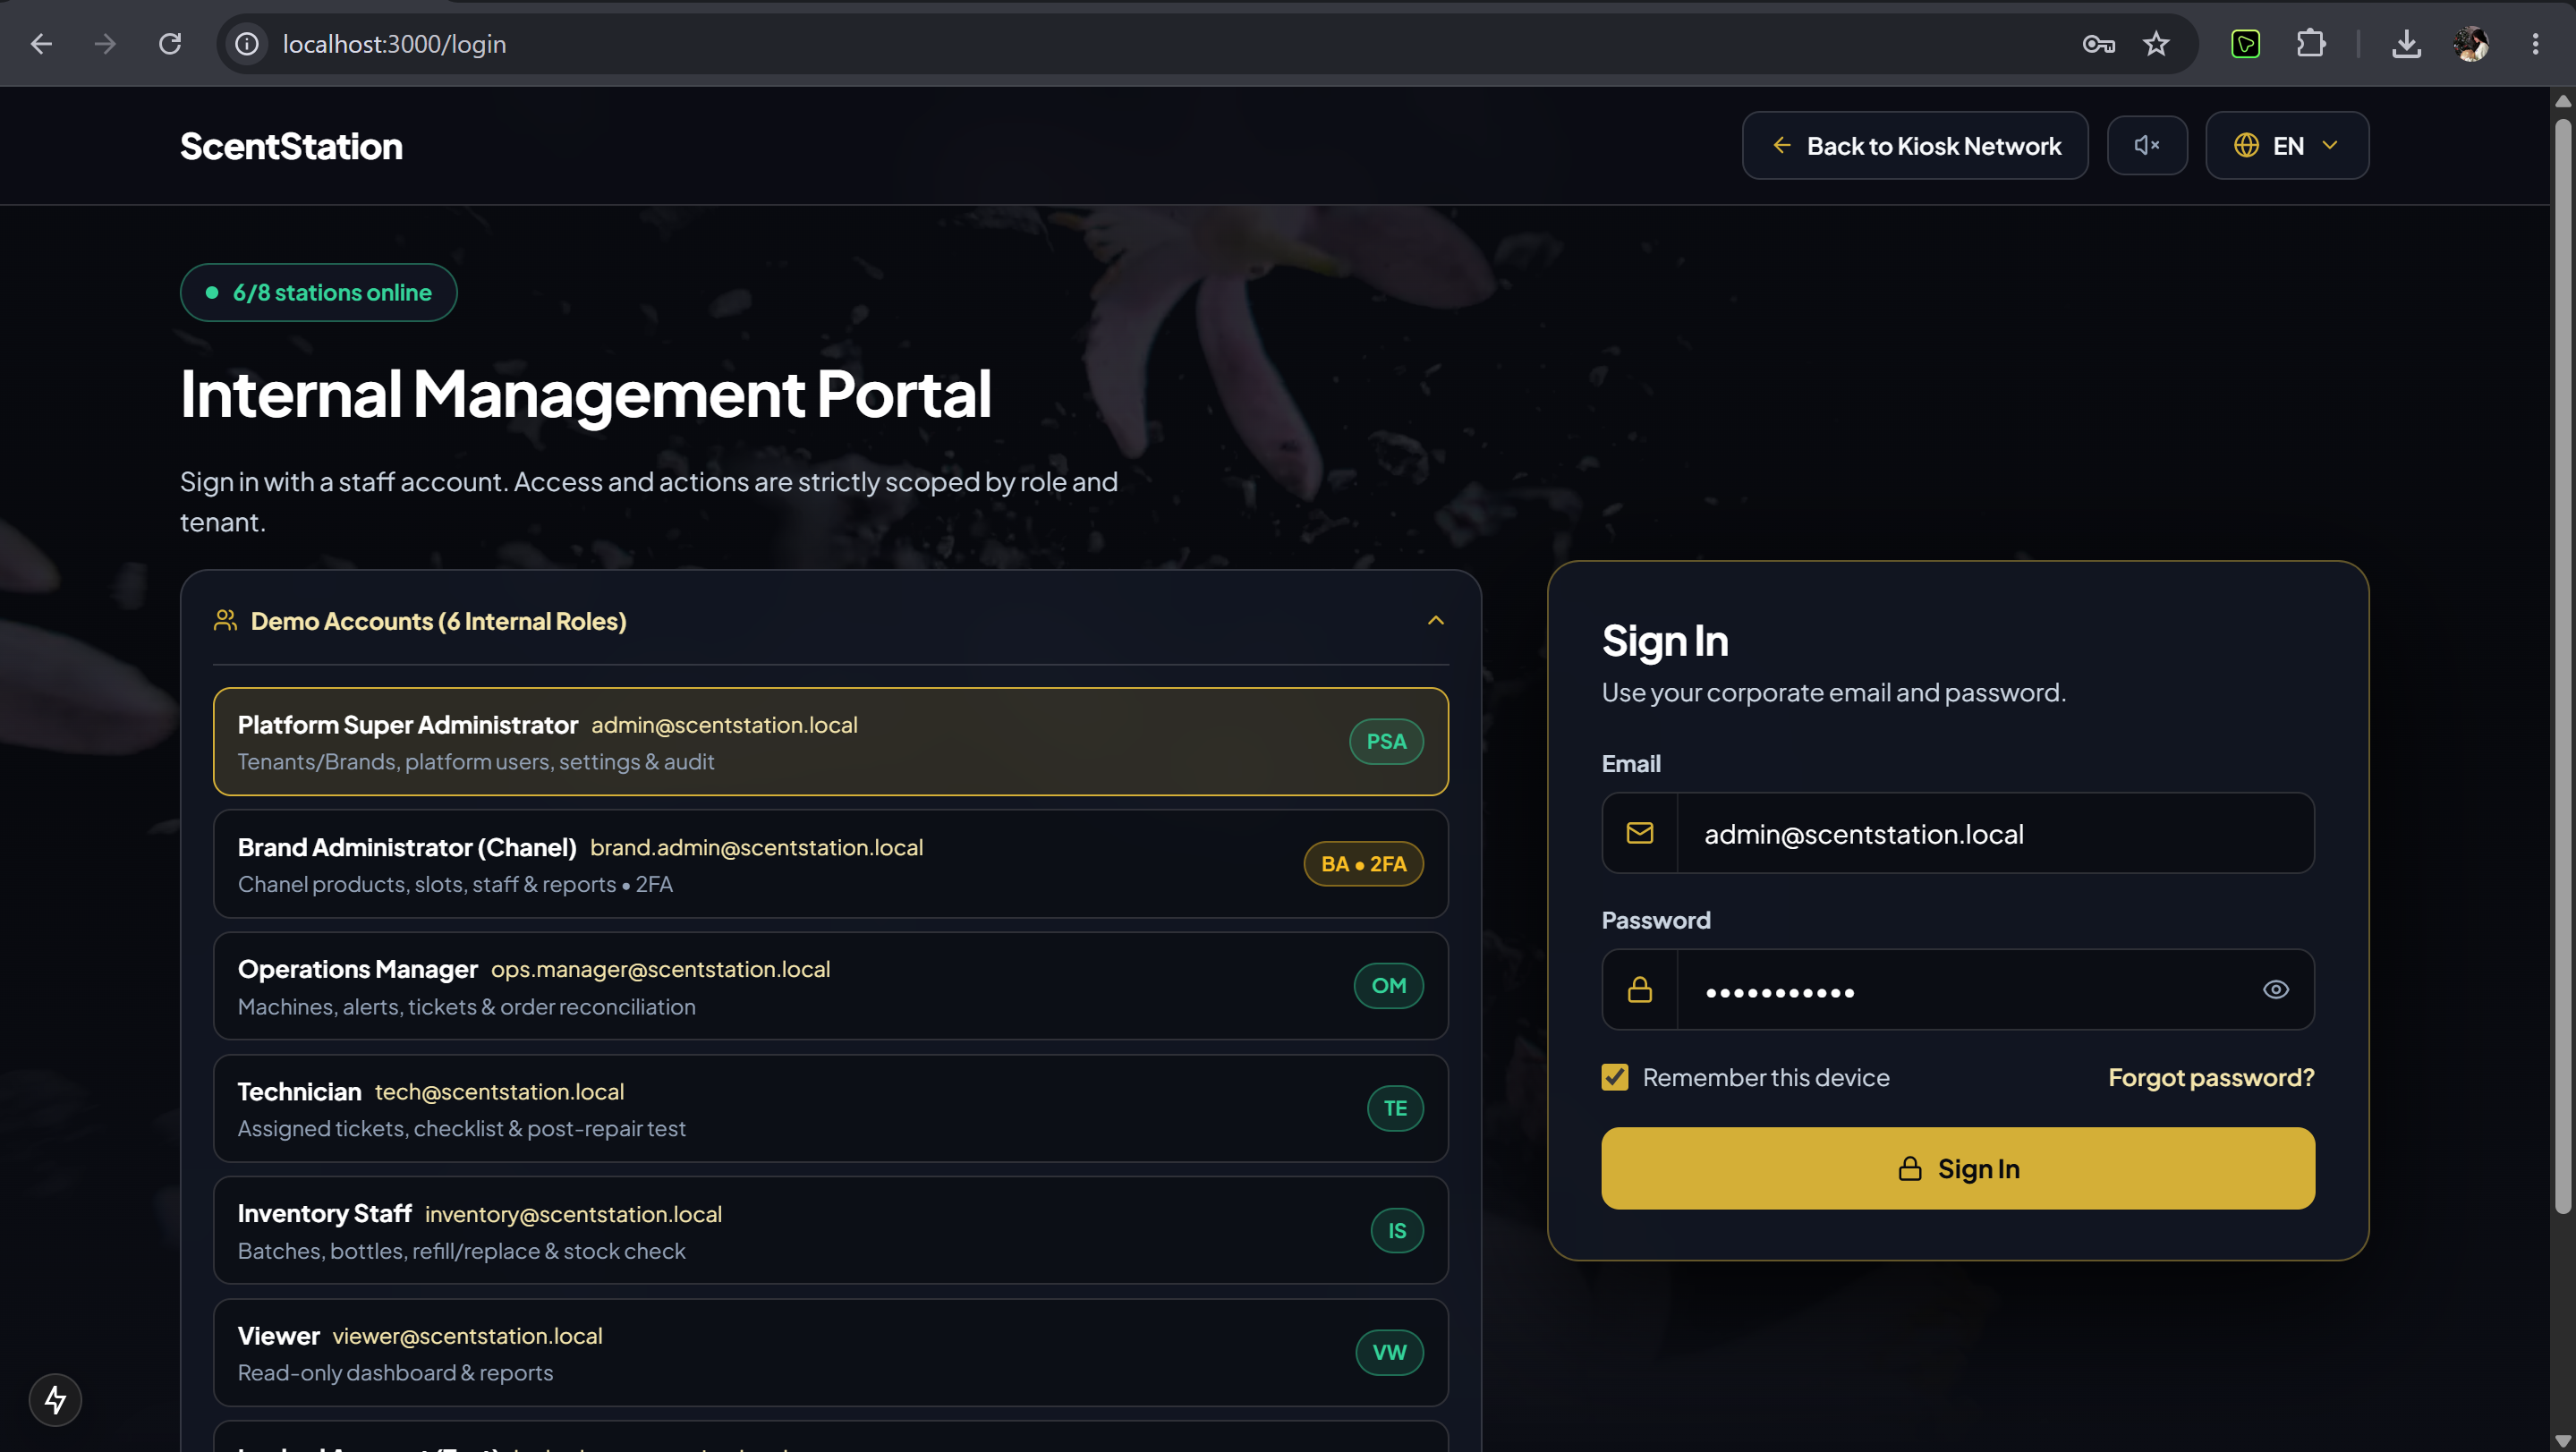 localhost:3000/login
ScentStation
Back to Kiosk Network
EN
6/8 stations online
Internal Management Portal
Sign in with a staff account. Access and actions are strictly scoped by role and
tenant.
Demo Accounts (6 Internal Roles)
Platform Super Administrator admin@scentstation.local
Tenants/Brands, platform users, settings & audit
PSA
Brand Administrator (Chanel) brand.admin@scentstation.local
Chanel products, slots, staff & reports • 2FA
BA • 2FA
Operations Manager ops.manager@scentstation.local
Machines, alerts, tickets & order reconciliation
OM
Technician tech@scentstation.local
Assigned tickets, checklist & post-repair test
TE
Inventory Staff inventory@scentstation.local
Batches, bottles, refill/replace & stock check
IS
Viewer viewer@scentstation.local
Read-only dashboard & reports
VW
Sign In
Use your corporate email and password.
Email
admin@scentstation.local
Password
•••••••••••
Remember this device
Forgot password?
Sign In